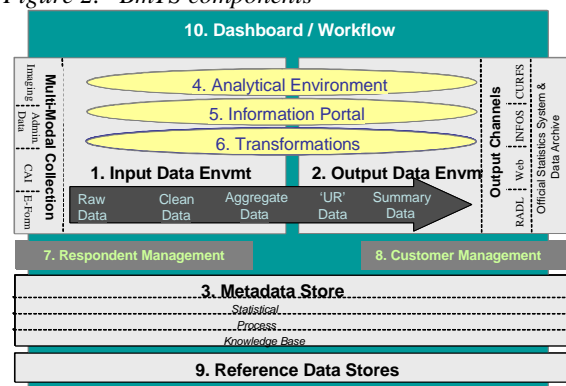 Figure 2. BmTS components
10. Dashboard / Workflow
Imaging
Admin. Data
CAI
E-Form
Multi-Modal Collection
4. Analytical Environment
5. Information Portal
6. Transformations
1. Input Data Envmt
2. Output Data Envm
Raw Data
Clean Data
Aggregate Data
'UR' Data
Summary Data
Output Channels
CURFS
INFOS
Web
RADL
Official Statistics System &
Data Archive
7. Respondent Management
8. Customer Management
3. Metadata Store
Statistical
Process
Knowledge Base
9. Reference Data Stores